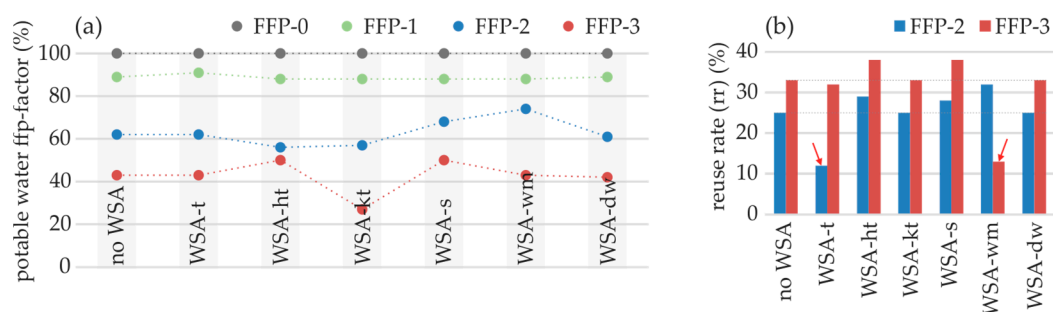 (a)
FFP-0
FFP-1
FFP-2
FFP-3
potable water ffp-factor (%)
100
80
60
40
20
0
no WSA
WSA-t
WSA-ht
WSA-kt
WSA-s
WSA-wm
WSA-dw
(b)
FFP-2
FFP-3
reuse rate (rr) (%)
40
30
20
10
0
no WSA
WSA-t
WSA-ht
WSA-kt
WSA-s
WSA-wm
WSA-dw